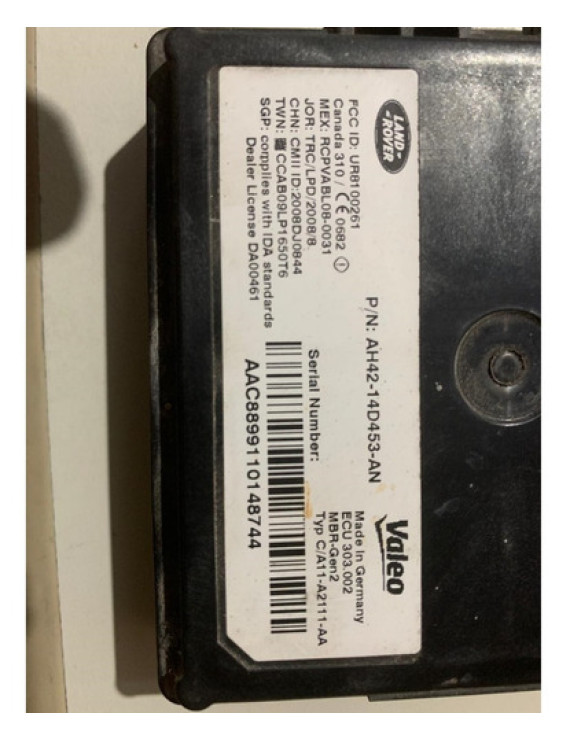 LAND-
-ROVER
FCC ID: UR8100261
Canada 310 / CE 0682
MEX: RCPVABL08-0031
JOR: TRC/LPD/2008/8
CHN: CMII ID:2008DJ0844
TWN: CCAB09LP1650T6
SGP: complies with IDA standards
Dealer License DA00461
P/N: AH42-14D453-AN
Serial Number:
AAC8899110148744
Valeo
Made in Germany
ECU 303.002
MBR-Gen2
Typ C/A11-A2111-AA